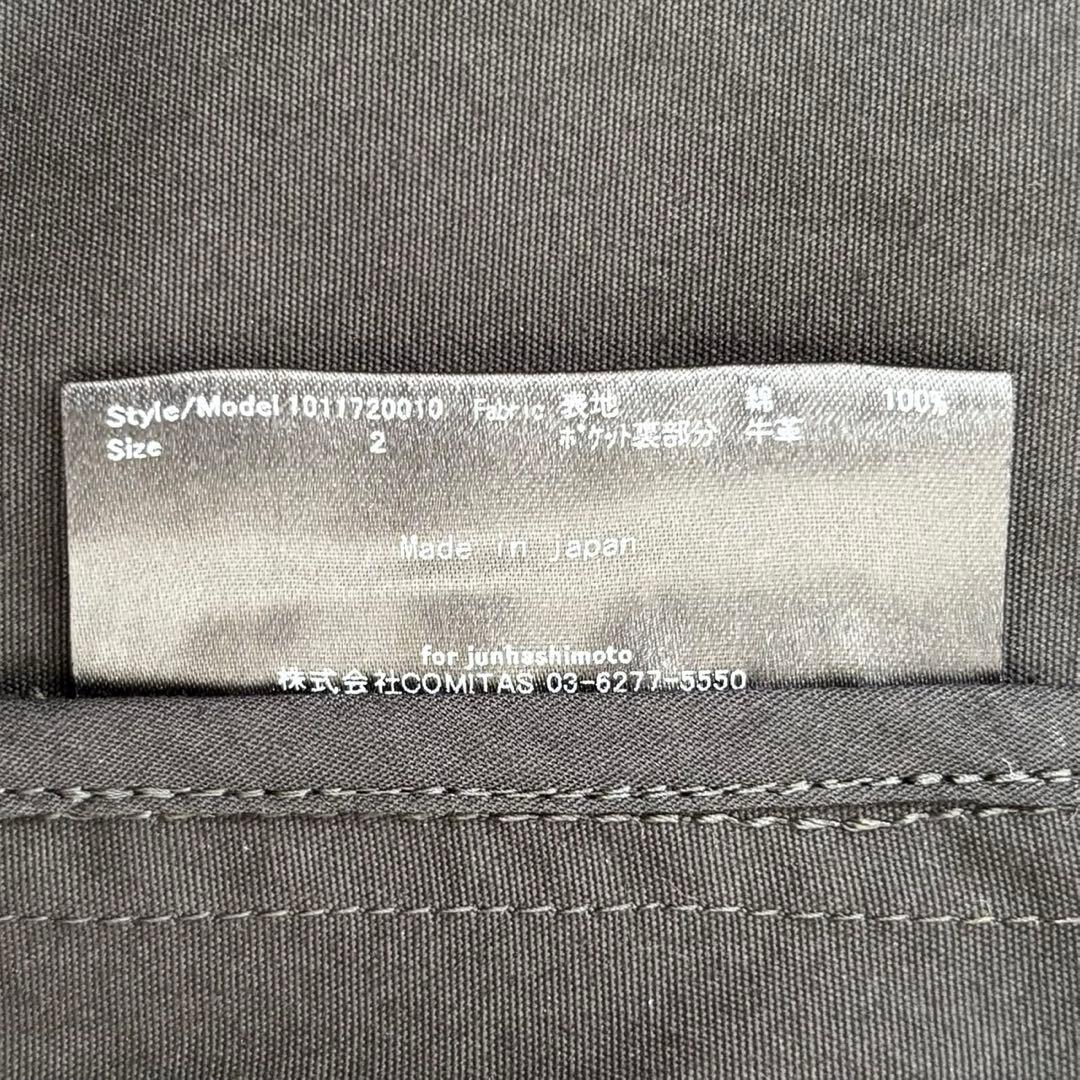 Style/Model 1011720010 Fabric 表地 綿 100%
Size 2 ポケット裏部分 牛革
Made in japan
for junhashimoto
株式会社COMITAS 03-6277-5550